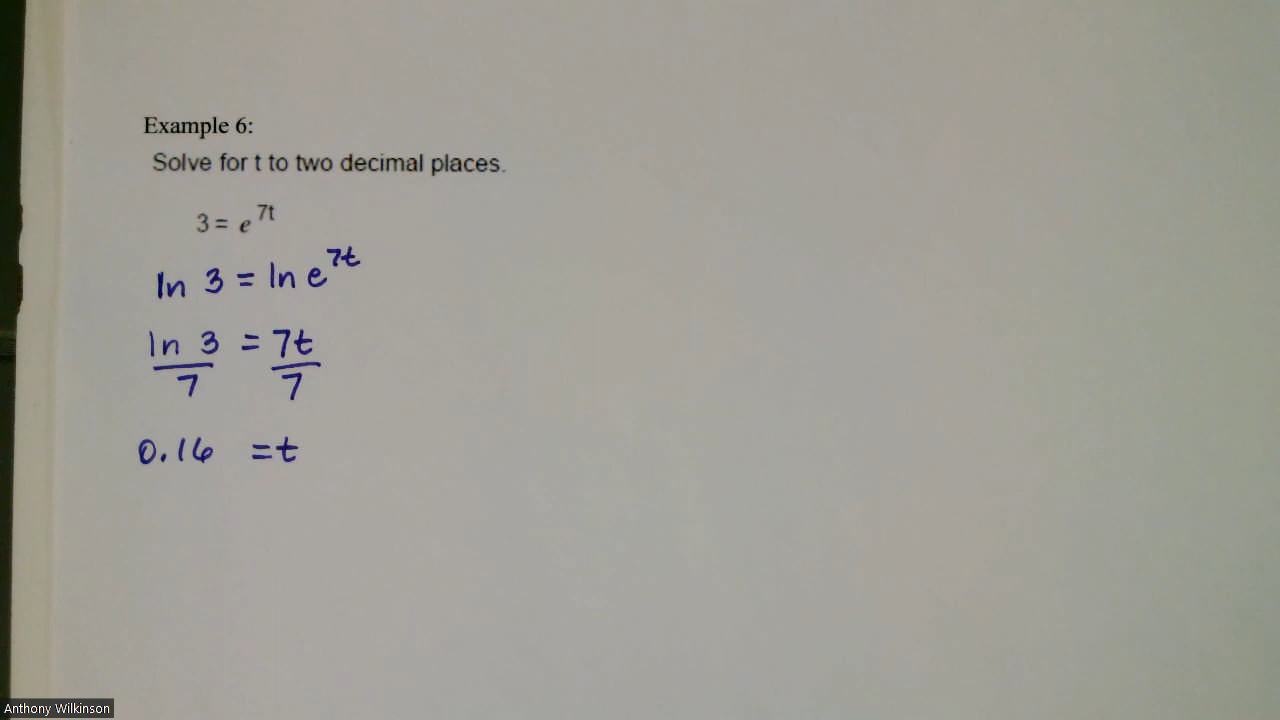 Example 6:
Solve for t to two decimal places.
3 = e^7t
ln 3 = ln e^7t
ln 3 = 7t
7 7
0.16 = t
Anthony Wilkinson